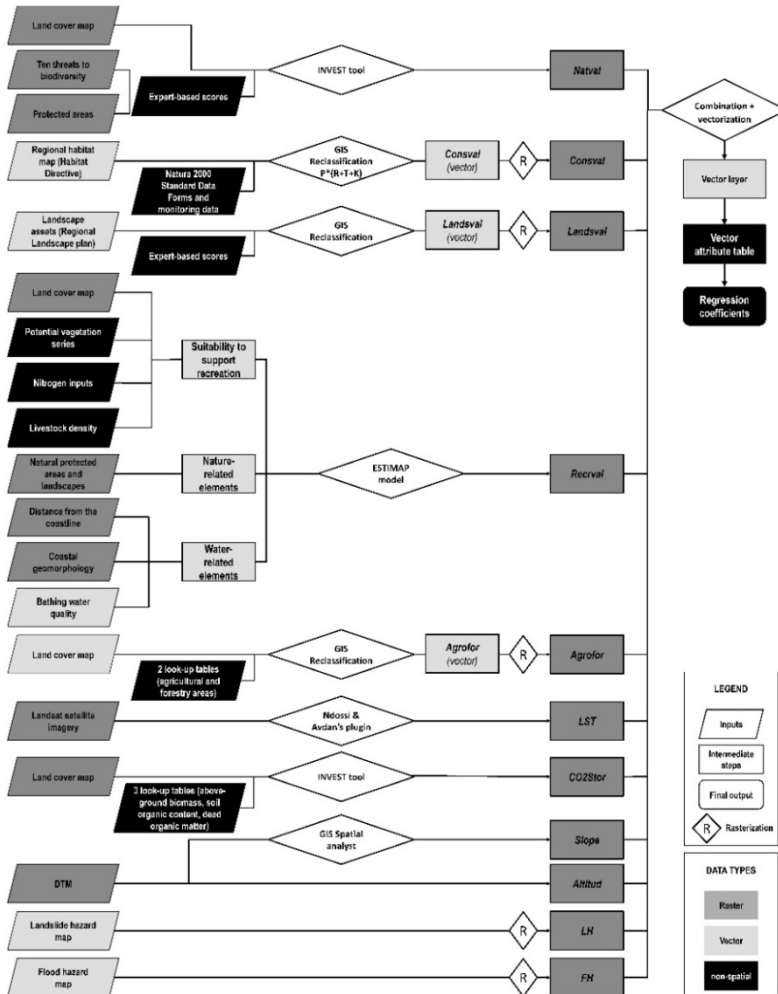 Land cover map
Ten threats to
biodiversity
Protected areas
Expert-based scores
INVEST tool
Natval
Combination +
vectorization
Regional habitat
map (Habitat
Directive)
Natura 2000
Standard Data
Forms and
monitoring data
GIS
Reclassification
P*(R+T+K)
Consval
(vector)
R
Consval
Vector layer
Landscape
assets (Regional
Landscape plan)
Expert-based scores
GIS
Reclassification
Landsval
(vector)
R
Landsval
Vector
attribute table
Regression
coefficients
Land cover map
Potential vegetation
series
Nitrogen inputs
Livestock density
Suitability to
support
recreation
Natural protected
areas and
landscapes
Nature-
related
elements
ESTIMAP
model
Recrval
Distance from the
coastline
Coastal
geomorphology
Bathing water
quality
Water-
related
elements
Land cover map
2 look-up tables
(agricultural and
forestry areas)
GIS
Reclassification
Agrofor
(vector)
R
Agrofor
Landsat satellite
imagery
Ndossi &
Avdan's plugin
LST
Land cover map
3 look-up tables (above-
ground biomass, soil
organic content, dead
organic matter)
INVEST tool
CO2Stor
GIS Spatial
analyst
Slope
DTM
Altitud
Landslide hazard
map
R
LH
Flood hazard
map
R
FH
LEGEND
Inputs
Intermediate
steps
Final output
R
Rasterization
DATA TYPES
Raster
Vector
non-spatial